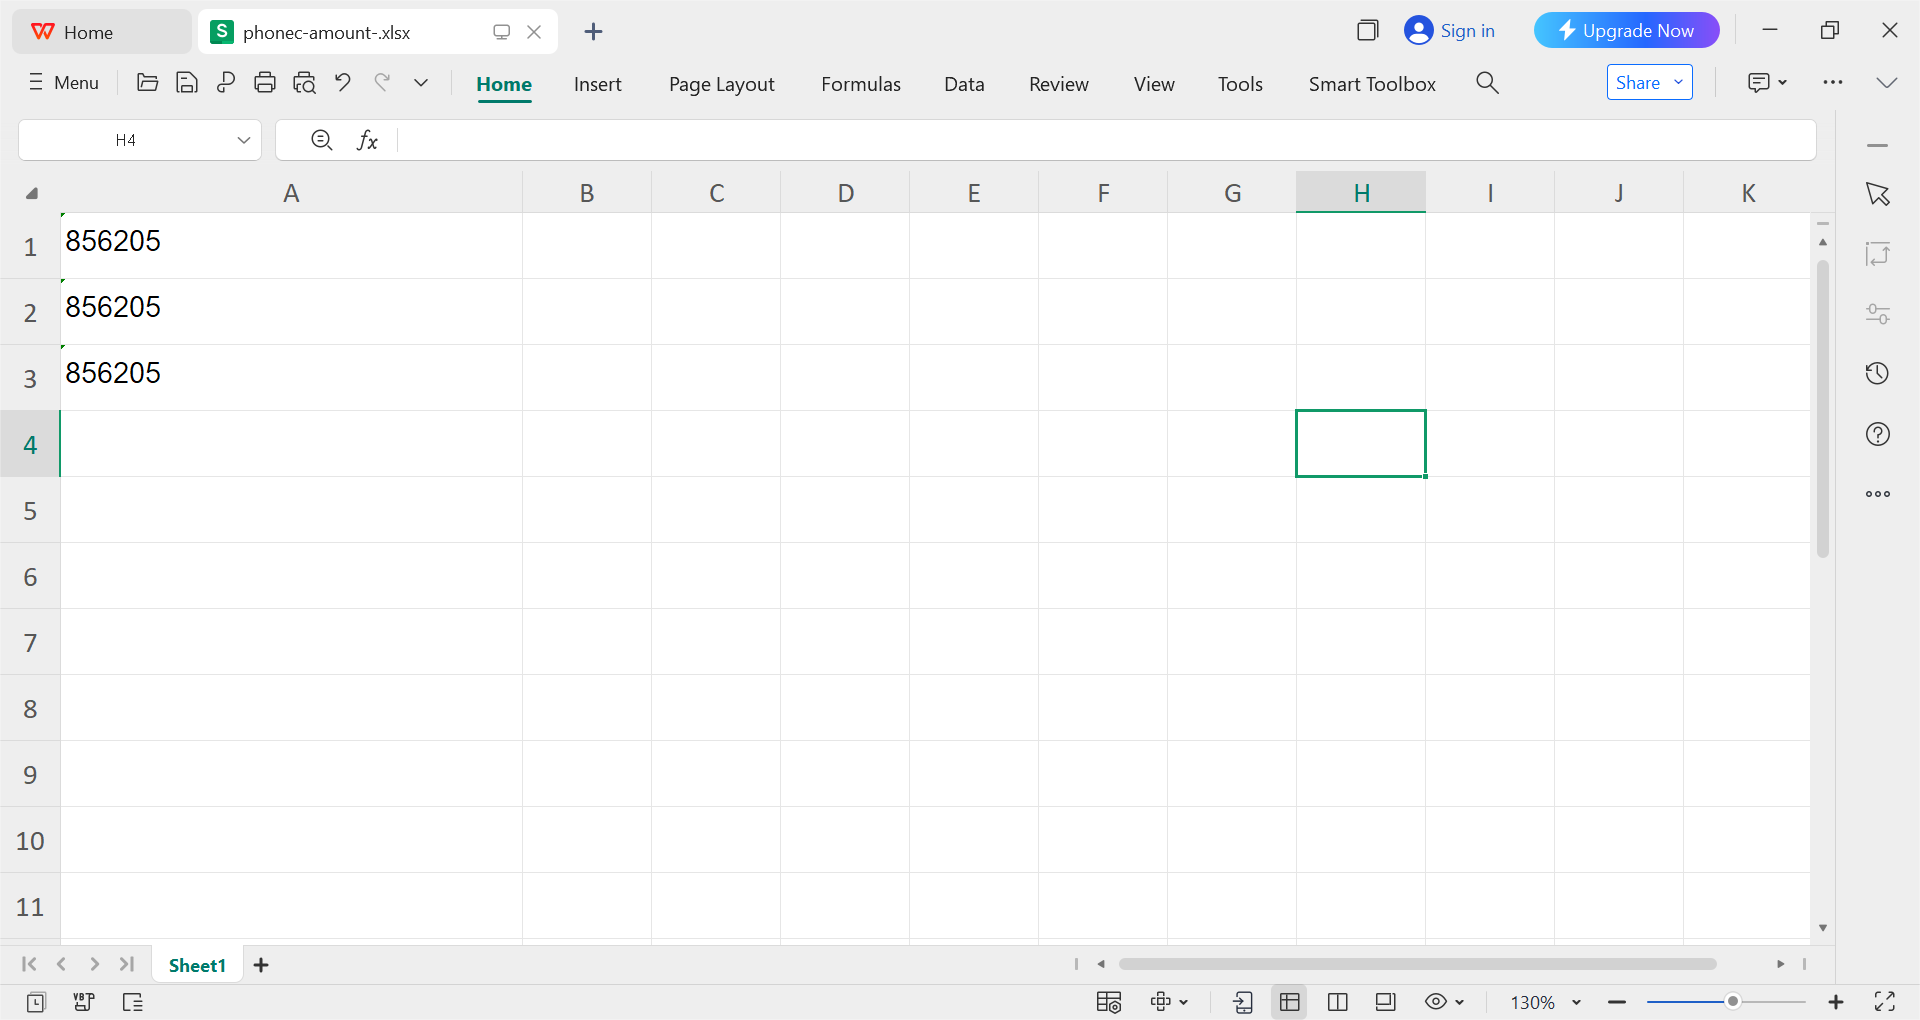 Home
phonec-amount-.xlsx
Sign in
Upgrade Now
Menu
Home
Insert
Page Layout
Formulas
Data
Review
View
Tools
Smart Toolbox
Share
H4
fx
A B C D E F G H I J K
1 856205
2 856205
3 856205
4
5
6
7
8
9
10
11
Sheet1
130%